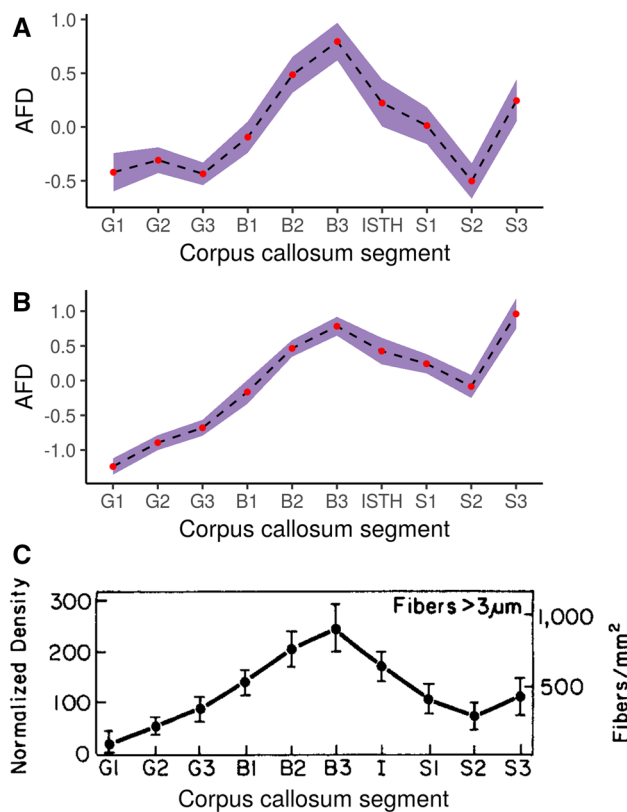 A
1.0
0.5
0.0
-0.5
AFD
G1 G2 G3 B1 B2 B3 ISTH S1 S2 S3
Corpus callosum segment
B
1.0
0.5
0.0
-1.0
AFD
G1 G2 G3 B1 B2 B3 ISTH S1 S2 S3
Corpus callosum segment
C
Normalized Density
300
200
100
0
Fibers >3μm
1,000
500
Fibers/mm²
G1 G2 G3 B1 B2 B3 I S1 S2 S3
Corpus callosum segment